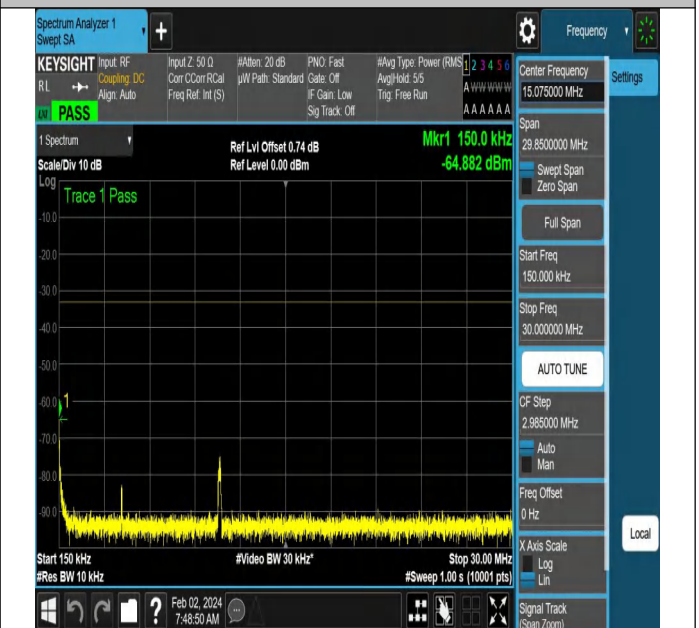 Spectrum Analyzer 1
Swept SA
+
Frequency
KEYSIGHT
RL
PASS
Input: RF
Coupling: DC
Align: Auto
Input Z: 50 Ω
Corr CCorr RCal
Freq Ref: Int (S)
#Atten: 20 dB
µW Path: Standard
PNO: Fast
Gate: Off
IF Gain: Low
Sig Track: Off
#Avg Type: Power (RMS
Avg|Hold: 5/5
Trig: Free Run
1 2 3 4 5 6
A W W W W W
A A A A A A
1 Spectrum
Scale/Div 10 dB
Ref Lvl Offset 0.74 dB
Ref Level 0.00 dBm
Mkr1 150.0 kHz
-64.882 dBm
Log
Trace 1 Pass
-10.0
-20.0
-30.0
-40.0
-50.0
-60.0
-70.0
-80.0
-90.0
1
Start 150 kHz
#Res BW 10 kHz
#Video BW 30 kHz*
Stop 30.00 MHz
#Sweep 1.00 s (10001 pts)
Feb 02, 2024
7:48:50 AM
Center Frequency
15.075000 MHz
Settings
Span
29.8500000 MHz
Swept Span
Zero Span
Full Span
Start Freq
150.000 kHz
Stop Freq
30.000000 MHz
AUTO TUNE
CF Step
2.985000 MHz
Auto
Man
Freq Offset
0 Hz
Local
X Axis Scale
Log
Lin
Signal Track
(Span Zoom)